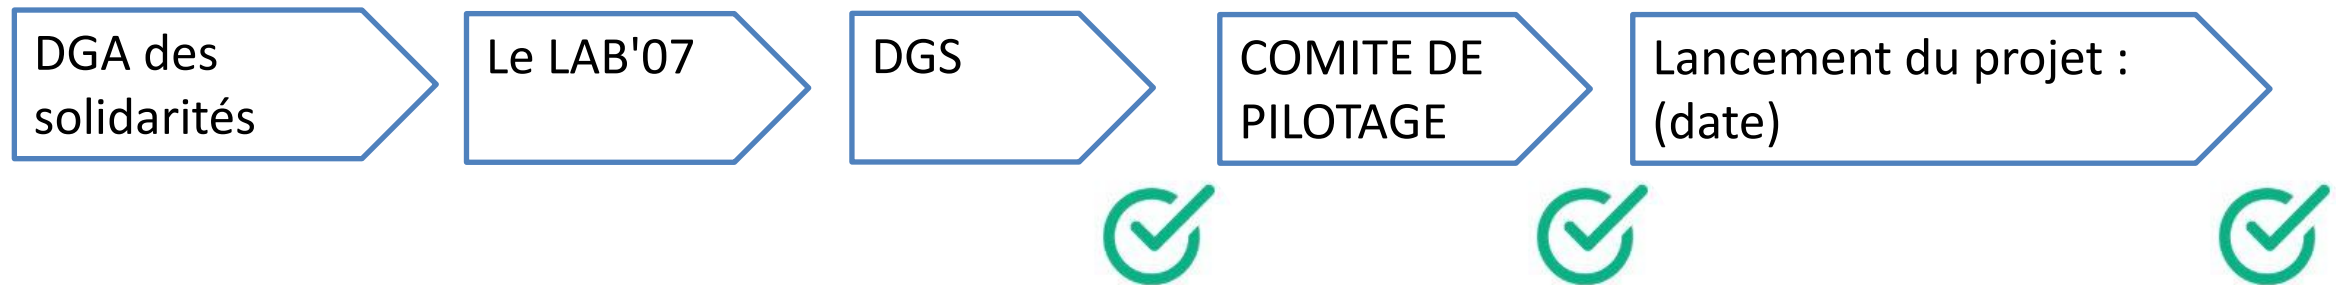 DGA des
solidarités
Le LAB'07
DGS
COMITE DE
PILOTAGE
Lancement du projet :
(date)